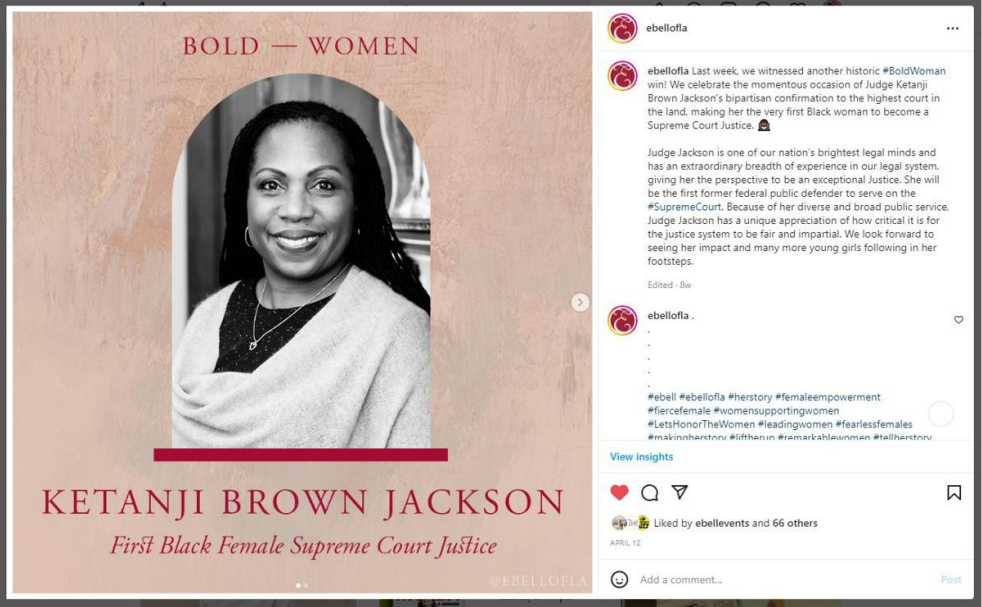 BOLD — WOMEN
KETANJI BROWN JACKSON
First Black Female Supreme Court Justice
@EBELLOFLA
ebellofla
ebellofla Last week, we witnessed another historic #BoldWoman
win! We celebrate the momentous occasion of Judge Ketanji
Brown Jackson's bipartisan confirmation to the highest court in
the land, making her the very first Black woman to become a
Supreme Court Justice.
Judge Jackson is one of our nation's brightest legal minds and
has an extraordinary breadth of experience in our legal system,
giving her the perspective to be an exceptional Justice. She will
be the first former federal public defender to serve on the
#SupremeCourt. Because of her diverse and broad public service,
Judge Jackson has a unique appreciation of how critical it is for
the justice system to be fair and impartial. We look forward to
seeing her impact and many more young girls following in her
footsteps.
Edited · 8w
ebellofla .
.
.
.
.
#ebell #ebellofla #herstory #femaleempowerment
#fiercefemale #womensupportingwomen
#LetsHonorTheWomen #leadingwomen #fearlessfemales
#makingherstory #liftherup #remarkablewomen #tellherstory
View insights
Liked by ebellevents and 66 others
APRIL 12
Add a comment...
Post